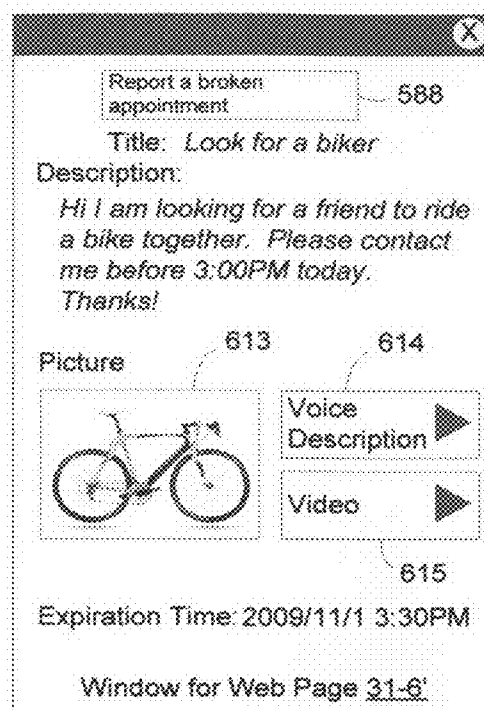 X
Report a broken
appointment
588
Title: Look for a biker
Description:
Hi I am looking for a friend to ride
a bike together. Please contact
me before 3:00PM today.
Thanks!
Picture
613
614
Voice
Description
Video
615
Expiration Time: 2009/11/1 3:30PM
Window for Web Page 31-6'